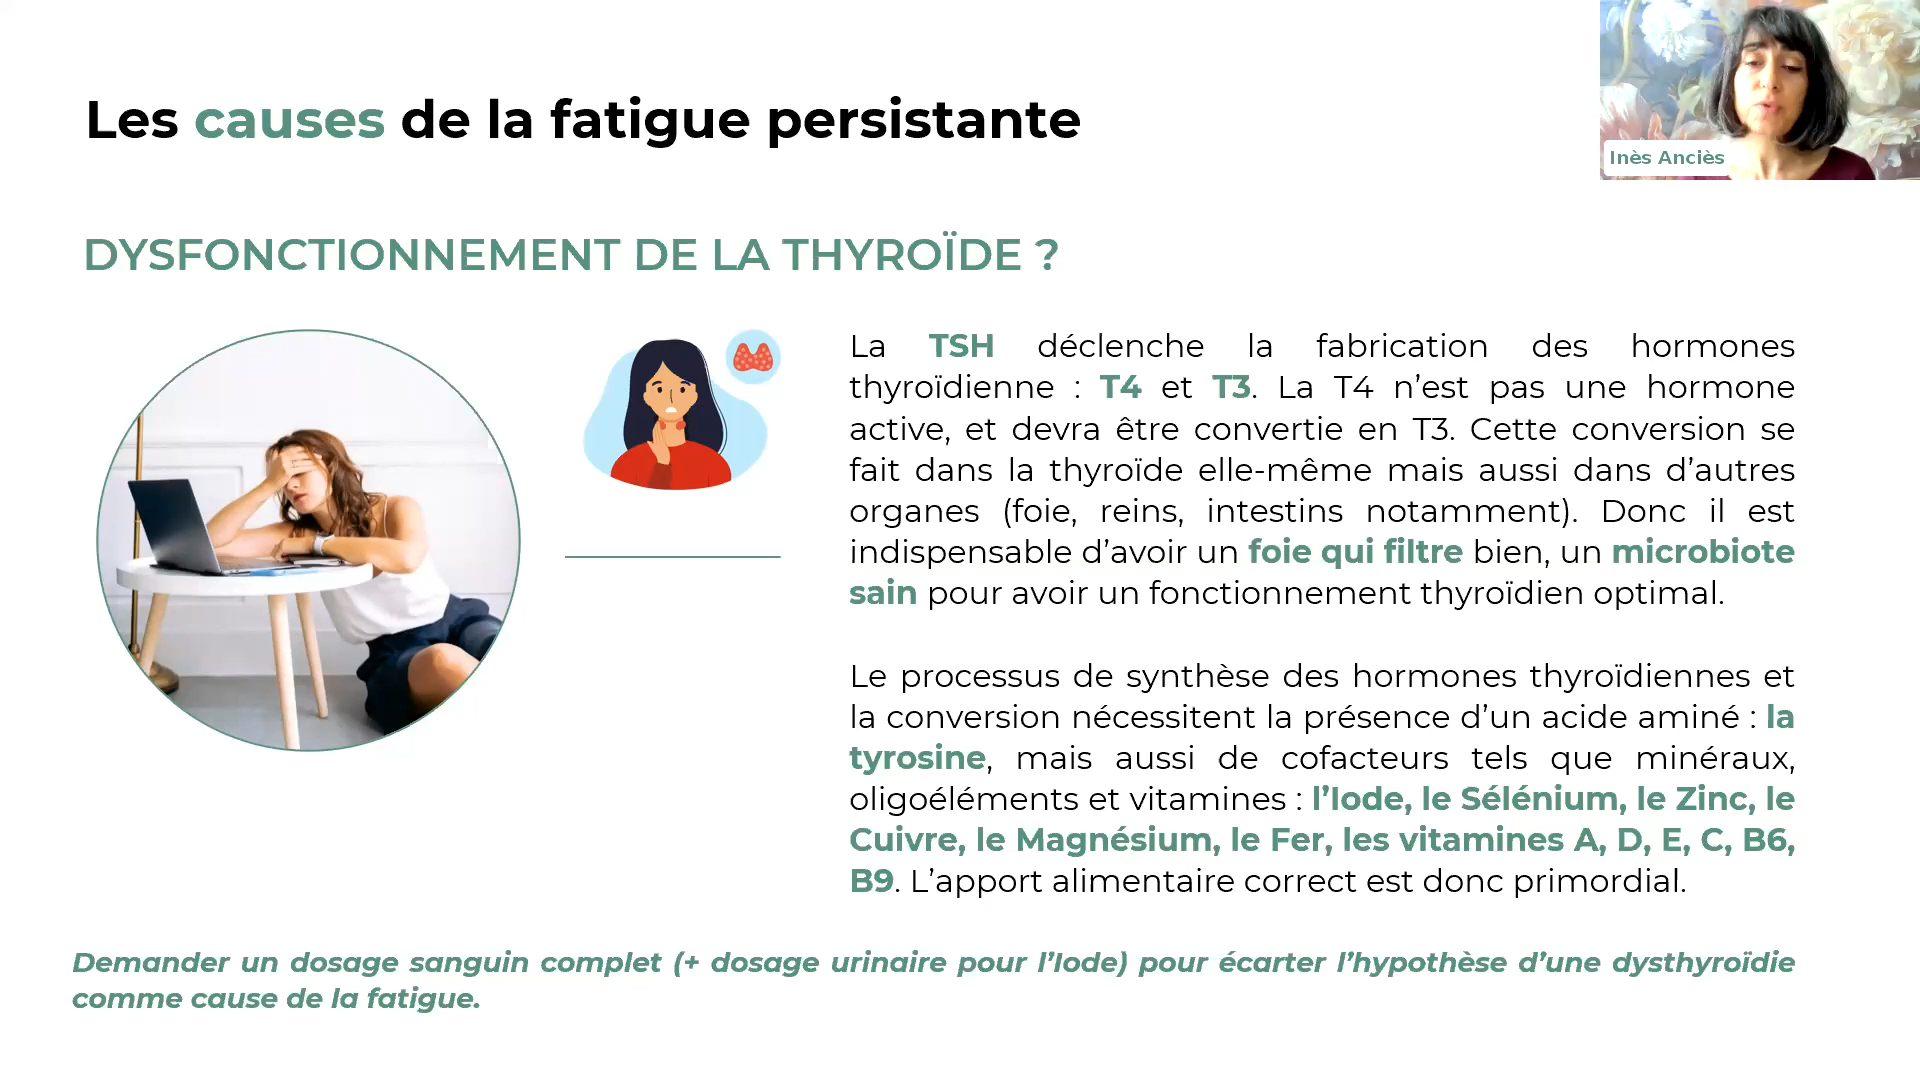 Les causes de la fatigue persistante
Inès Anciès
DYSFONCTIONNEMENT DE LA THYROÏDE ?
La TSH déclenche la fabrication des hormones
thyroïdienne : T4 et T3. La T4 n’est pas une hormone
active, et devra être convertie en T3. Cette conversion se
fait dans la thyroïde elle-même mais aussi dans d’autres
organes (foie, reins, intestins notamment). Donc il est
indispensable d’avoir un foie qui filtre bien, un microbiote
sain pour avoir un fonctionnement thyroïdien optimal.
Le processus de synthèse des hormones thyroïdiennes et
la conversion nécessitent la présence d’un acide aminé : la
tyrosine, mais aussi de cofacteurs tels que minéraux,
oligoéléments et vitamines : l’Iode, le Sélénium, le Zinc, le
Cuivre, le Magnésium, le Fer, les vitamines A, D, E, C, B6,
B9. L’apport alimentaire correct est donc primordial.
Demander un dosage sanguin complet (+ dosage urinaire pour l’Iode) pour écarter l’hypothèse d’une dysthyroïdie
comme cause de la fatigue.